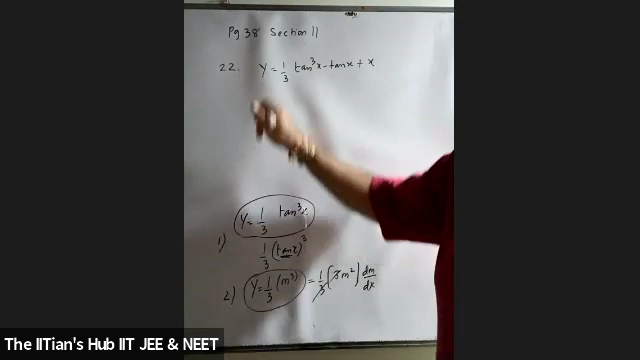 Pg 38 Section 11
22. y = 1/3 tan³x - tanx + x
1) y = 1/3 tan³x
1/3 (tanx)³
2) y = 1/3 (m³) = 1/3 (3m²) dm/dx
The IITian's Hub IIT JEE & NEET